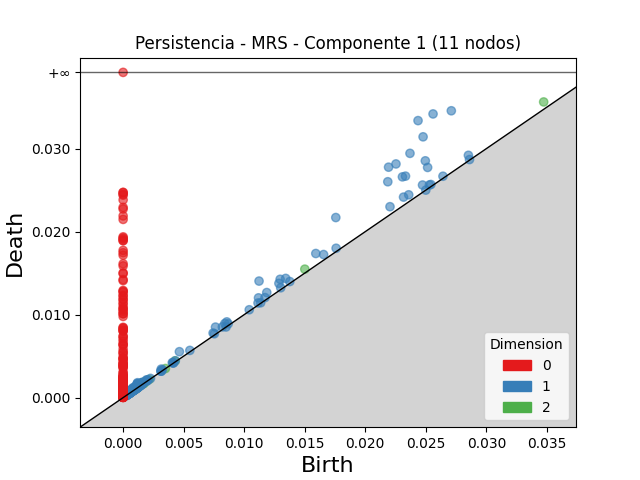 Persistencia - MRS - Componente 1 (11 nodos)
+∞
0.030
0.020
0.010
0.000
Death
Dimension
0
1
2
0.000 0.005 0.010 0.015 0.020 0.025 0.030 0.035
Birth